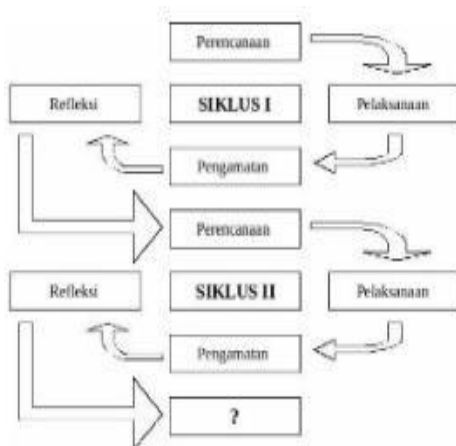 Perencanaan
Refleksi
SIKLUS I
Pelaksanaan
Pengamatan
Perencanaan
Refleksi
SIKLUS II
Pelaksanaan
Pengamatan
?